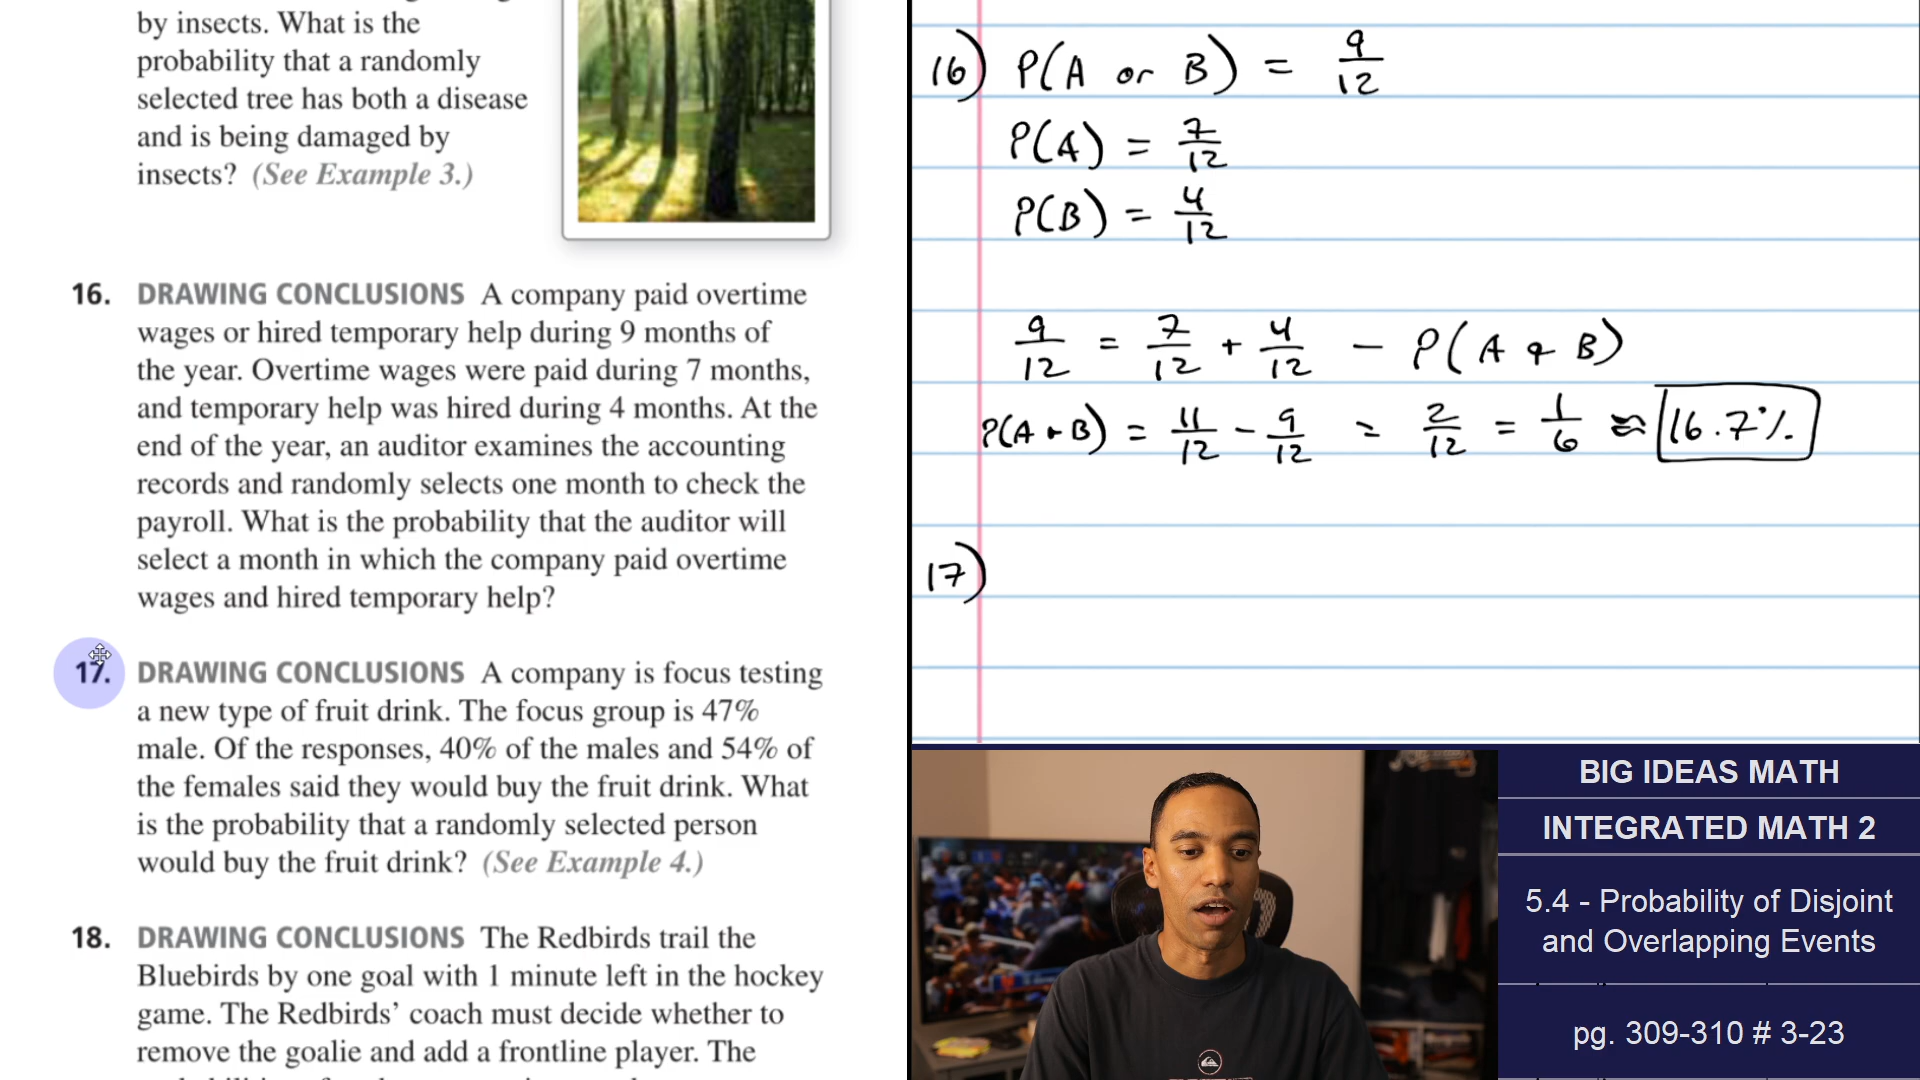 by insects. What is the
probability that a randomly
selected tree has both a disease
and is being damaged by
insects? (See Example 3.)
16. DRAWING CONCLUSIONS A company paid overtime
wages or hired temporary help during 9 months of
the year. Overtime wages were paid during 7 months,
and temporary help was hired during 4 months. At the
end of the year, an auditor examines the accounting
records and randomly selects one month to check the
payroll. What is the probability that the auditor will
select a month in which the company paid overtime
wages and hired temporary help?
17. DRAWING CONCLUSIONS A company is focus testing
a new type of fruit drink. The focus group is 47%
male. Of the responses, 40% of the males and 54% of
the females said they would buy the fruit drink. What
is the probability that a randomly selected person
would buy the fruit drink? (See Example 4.)
18. DRAWING CONCLUSIONS The Redbirds trail the
Bluebirds by one goal with 1 minute left in the hockey
game. The Redbirds’ coach must decide whether to
remove the goalie and add a frontline player. The
16) P(A or B) = 9/12
P(A) = 7/12
P(B) = 4/12
9/12 = 7/12 + 4/12 - P(A & B)
P(A & B) = 11/12 - 9/12 = 2/12 = 1/6 ≈ 16.7%
17)
BIG IDEAS MATH
INTEGRATED MATH 2
5.4 - Probability of Disjoint
and Overlapping Events
pg. 309-310 # 3-23